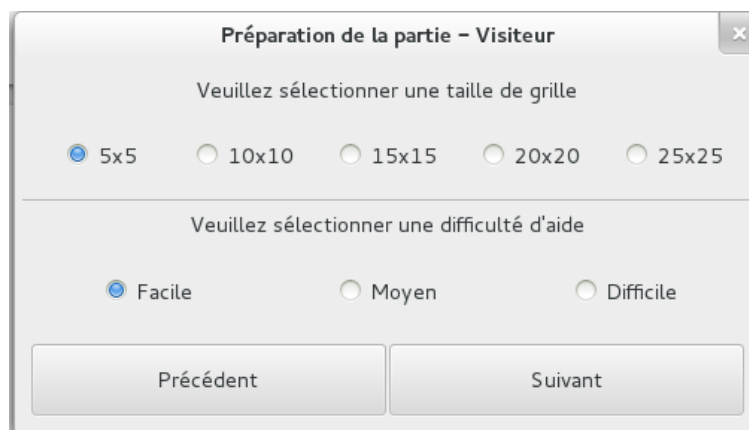 Préparation de la partie – Visiteur
Veuillez sélectionner une taille de grille
5x5 10x10 15x15 20x20 25x25
Veuillez sélectionner une difficulté d'aide
Facile Moyen Difficile
Précédent Suivant